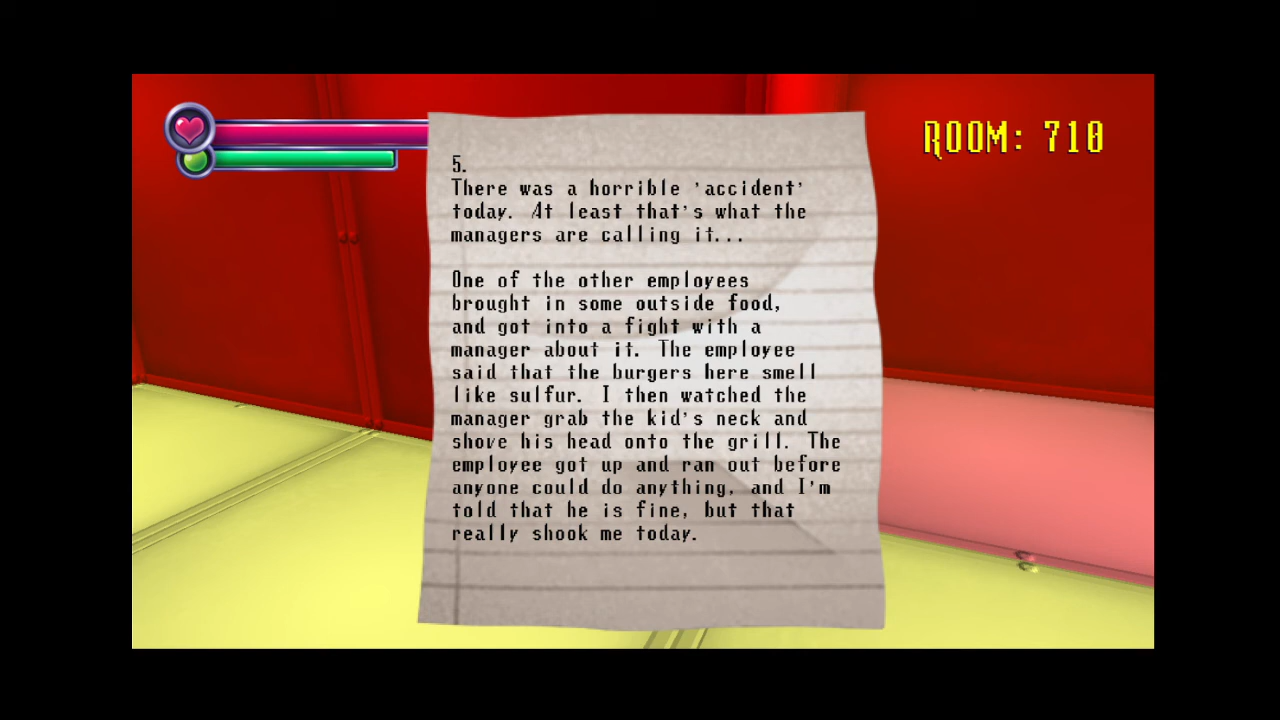 ROOM: 710
5.
There was a horrible 'accident'
today. At least that's what the
managers are calling it...
One of the other employees
brought in some outside food,
and got into a fight with a
manager about it. The employee
said that the burgers here smell
like sulfur. I then watched the
manager grab the kid's neck and
shove his head onto the grill. The
employee got up and ran out before
anyone could do anything, and I'm
told that he is fine, but that
really shook me today.